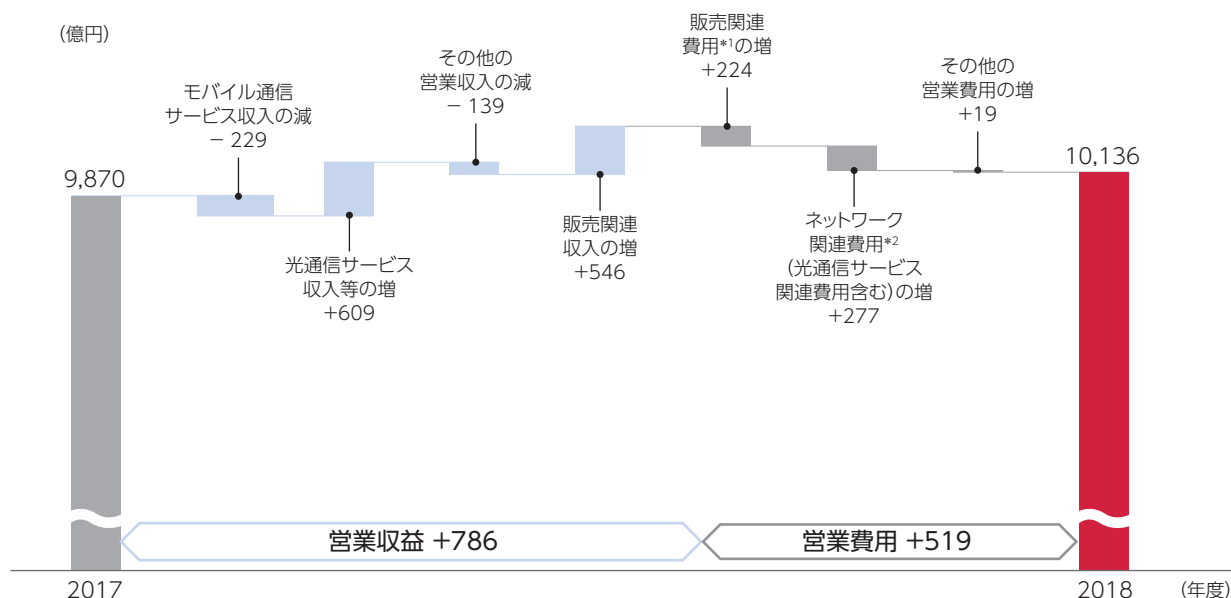 （億円）
モバイル通信
サービス収入の減
− 229
その他の
営業収入の減
− 139
販売関連
費用*1の増
+224
その他の
営業費用の増
+19
9,870
10,136
光通信サービス
収入等の増
+609
販売関連
収入の増
+546
ネットワーク
関連費用*2
（光通信サービス
関連費用含む）の増
+277
営業収益 +786
営業費用 +519
2017
2018
（年度）